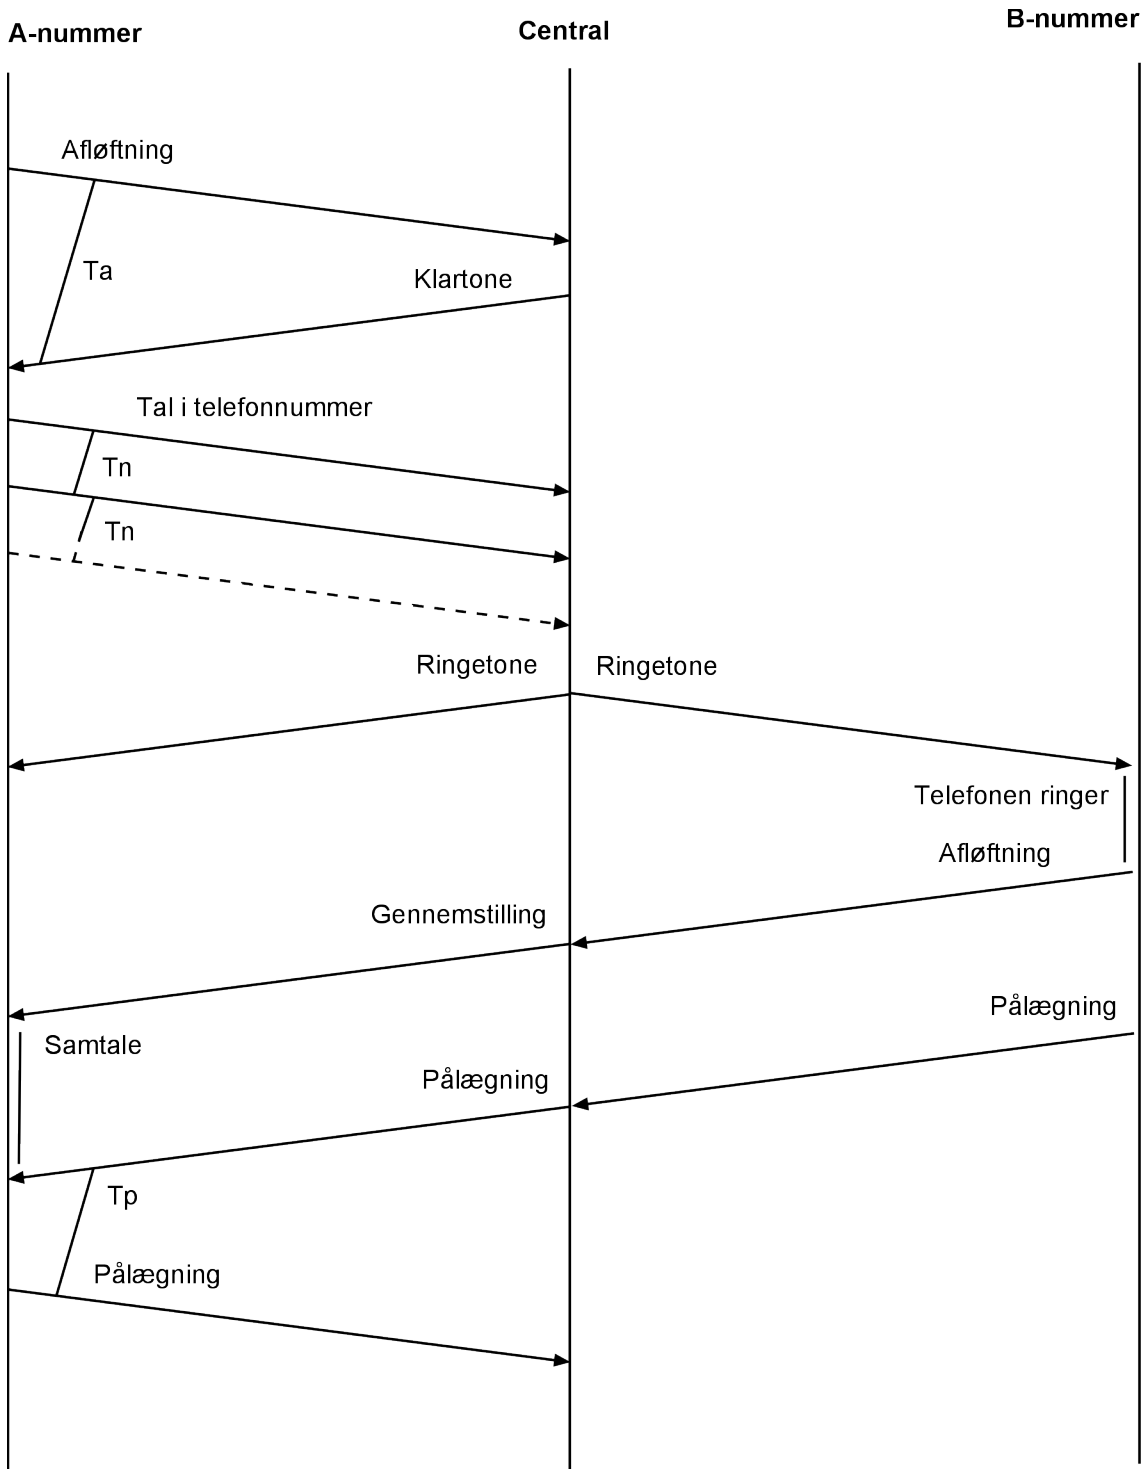 A-nummer
Central
B-nummer
Afløftning
Ta
Klartone
Tal i telefonnummer
Tn
Tn
Ringetone
Ringetone
Telefonen ringer
Afløftning
Gennemstilling
Pålægning
Samtale
Pålægning
Tp
Pålægning